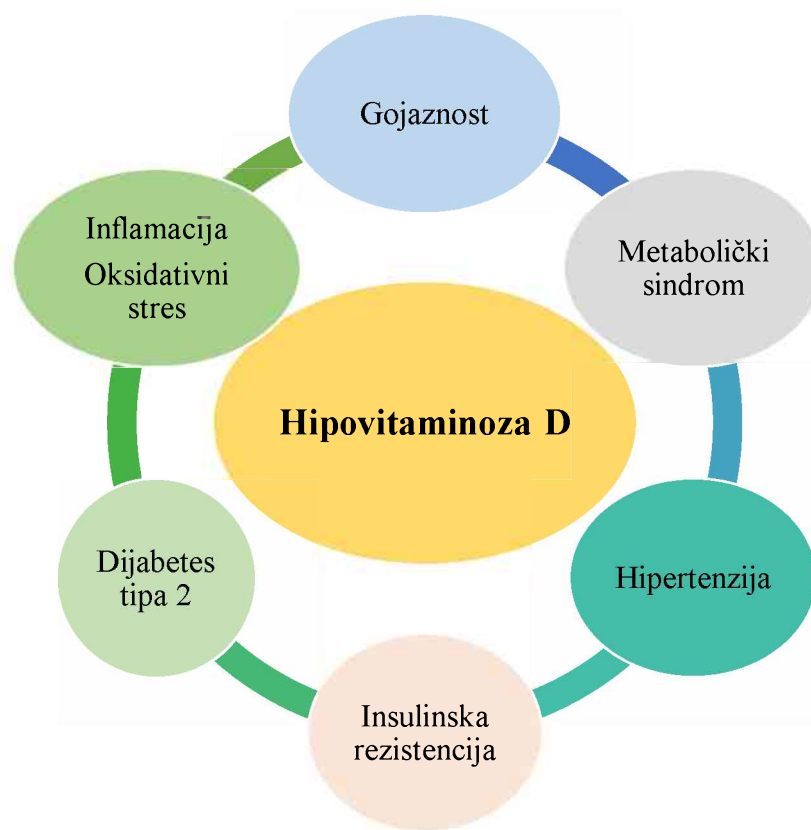 Gojaznost
Metabolički
sindrom
Hipertenzija
Insulinska
rezistencija
Dijabetes
tipa 2
Inflamacija
Oksidativni
stres
Hipovitaminoza D